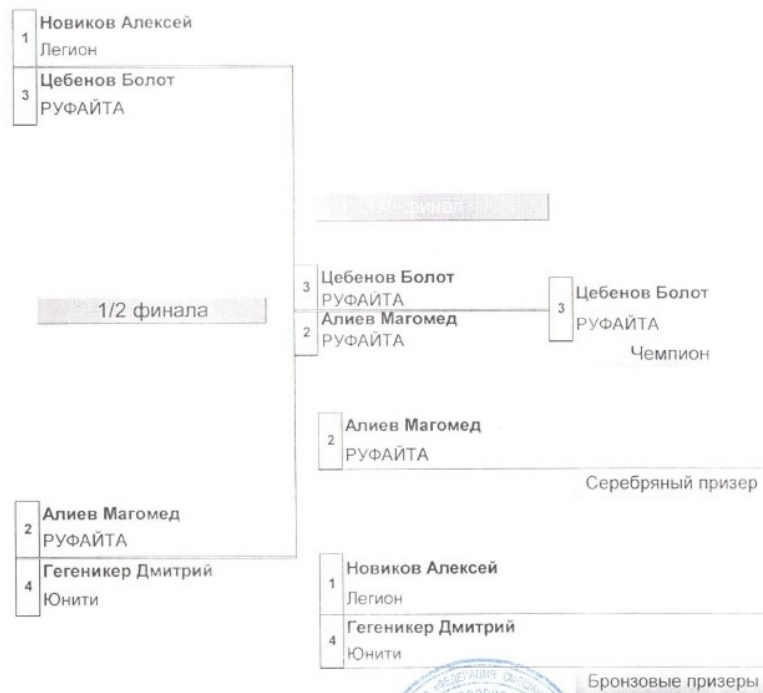 1
Новиков Алексей
Легион
3
Цебенов Болот
РУФАЙТА
финал
1/2 финала
3
Цебенов Болот
РУФАЙТА
2
Алиев Магомед
РУФАЙТА
3
Цебенов Болот
РУФАЙТА
Чемпион
2
Алиев Магомед
РУФАЙТА
Серебряный призер
2
Алиев Магомед
РУФАЙТА
4
Гегеникер Дмитрий
Юнити
1
Новиков Алексей
Легион
4
Гегеникер Дмитрий
Юнити
Бронзовые призеры